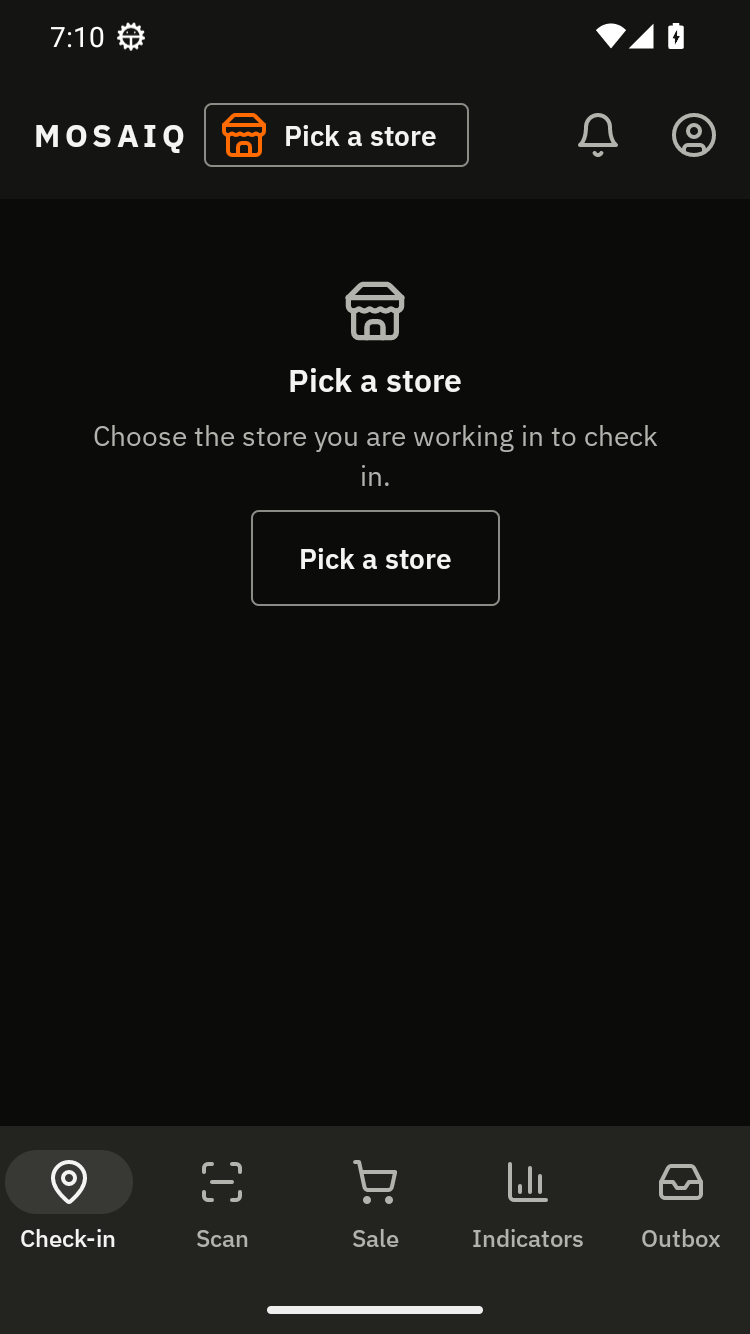 7:10
MOSAIQ
Pick a store
Pick a store
Choose the store you are working in to check
in.
Pick a store
Check-in
Scan
Sale
Indicators
Outbox